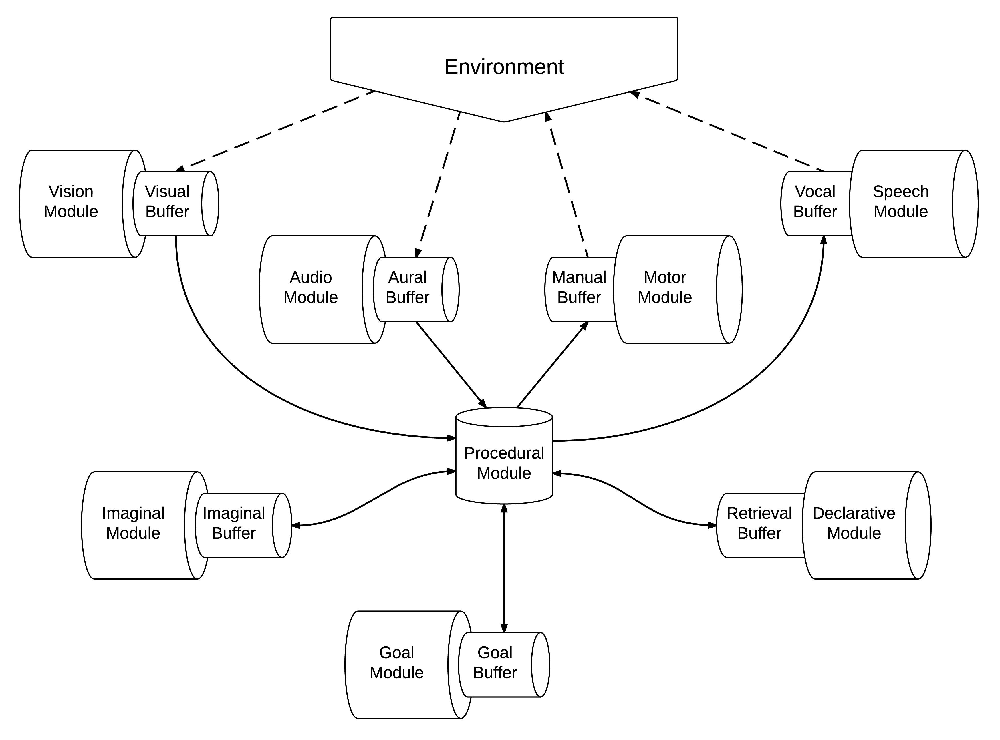 Environment
Vision
Module
Visual
Buffer
Vocal
Buffer
Speech
Module
Audio
Module
Aural
Buffer
Manual
Buffer
Motor
Module
Procedural
Module
Imaginal
Module
Imaginal
Buffer
Retrieval
Buffer
Declarative
Module
Goal
Module
Goal
Buffer